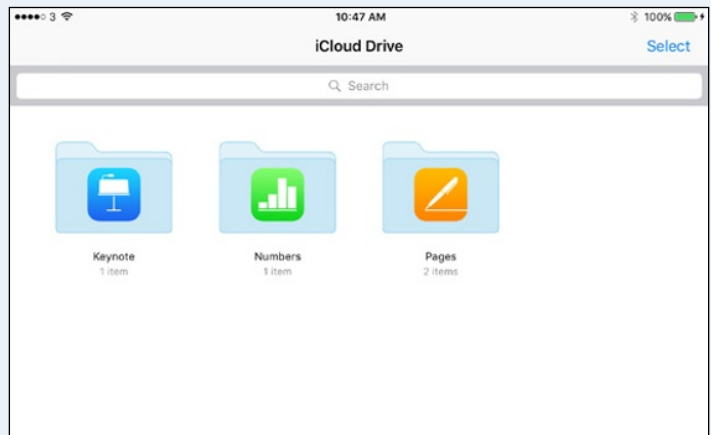 3 10:47 AM 100%
iCloud Drive Select
Search
Keynote Numbers Pages
1 item 1 item 2 items